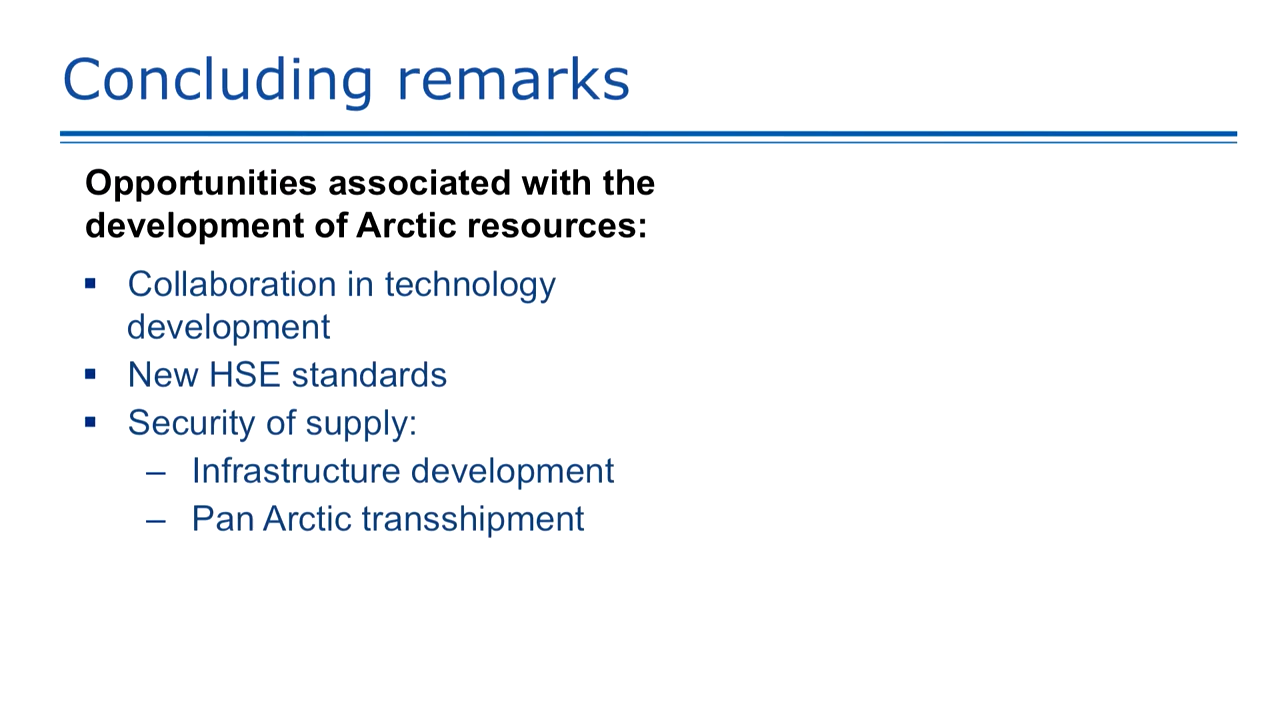 Concluding remarks
Opportunities associated with the
development of Arctic resources:
▪ Collaboration in technology
development
▪ New HSE standards
▪ Security of supply:
– Infrastructure development
– Pan Arctic transshipment